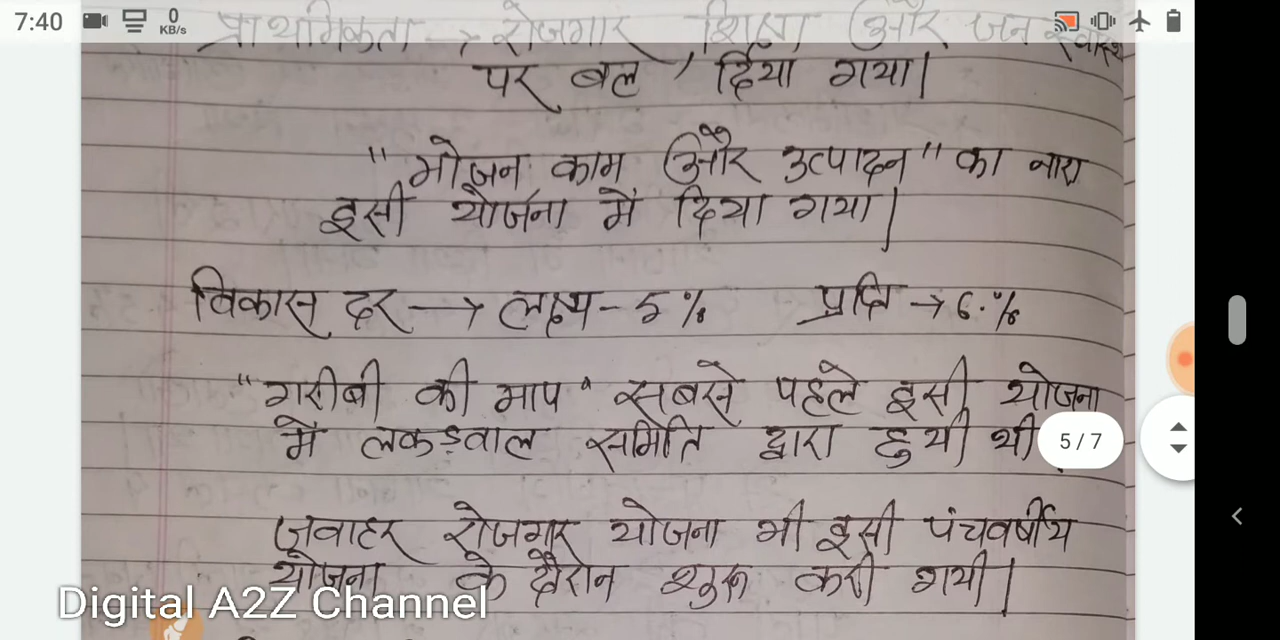 7:40 0 KB/s
प्राथमिकता → रोजगार शिक्षा और जन स्वास्थ
पर बल दिया गया।
"भोजन काम और उत्पादन" का नारा
इसी योजना में दिया गया।
विकास दर → लक्ष्य - 5% प्राप्ति → 6.%
"गरीबी की माप" सबसे पहले इसी योजना
में लकड़वाल समिति द्वारा हुयी थी
5/7
जवाहर रोजगार योजना भी इसी पंचवर्षीय
योजना के दौरान शुरू करी गयी।
Digital A2Z Channel